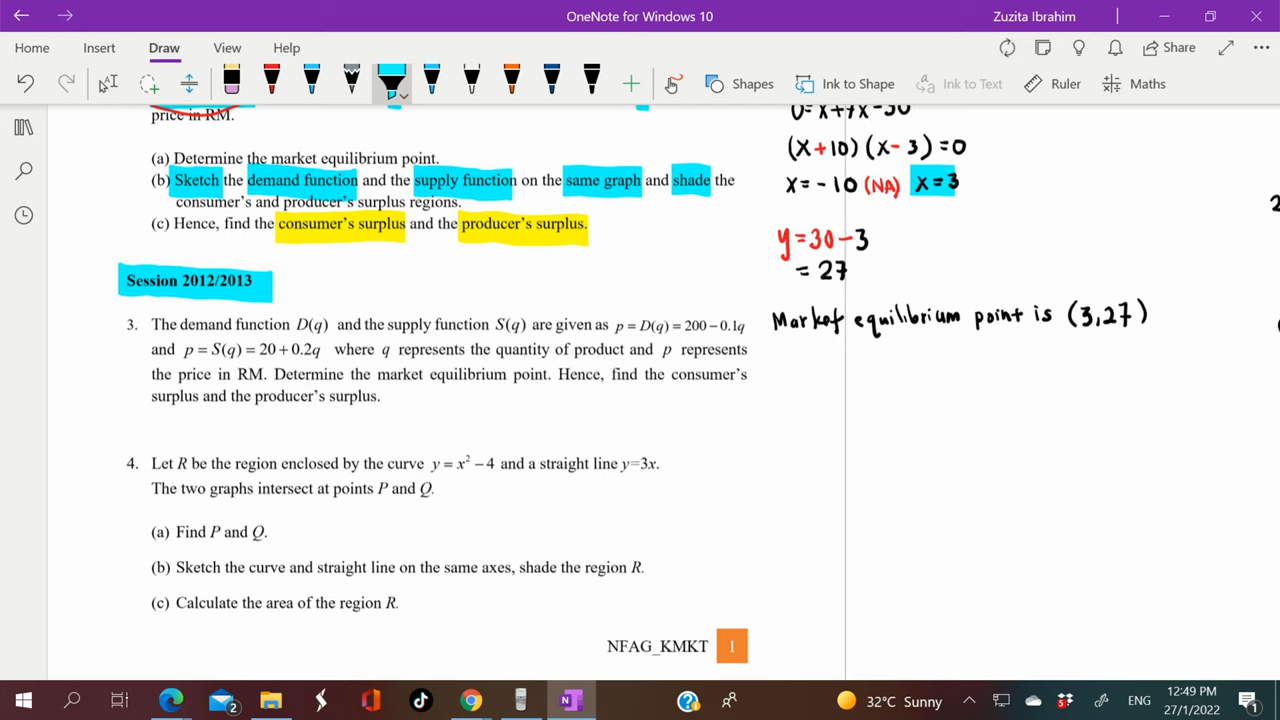 OneNote for Windows 10
Zuzita Ibrahim
Home Insert Draw View Help
Share
Shapes Ink to Shape Ink to Text Ruler Maths
price in RM.
(a) Determine the market equilibrium point.
(b) Sketch the demand function and the supply function on the same graph and shade the
consumer's and producer's surplus regions.
(c) Hence, find the consumer's surplus and the producer's surplus.
Session 2012/2013
3. The demand function D(q) and the supply function S(q) are given as p = D(q) = 200 – 0.1q
and p = S(q) = 20 + 0.2q where q represents the quantity of product and p represents
the price in RM. Determine the market equilibrium point. Hence, find the consumer's
surplus and the producer's surplus.
4. Let R be the region enclosed by the curve y = x² – 4 and a straight line y=3x.
The two graphs intersect at points P and Q.
(a) Find P and Q.
(b) Sketch the curve and straight line on the same axes, shade the region R.
(c) Calculate the area of the region R.
NFAG_KMKT 1
(x + 10) (x - 3) = 0
x = - 10 (NA) x = 3
y = 30 - 3
= 27
Market equilibrium point is (3,27)
2
32°C Sunny
ENG
12:49 PM
27/1/2022
1